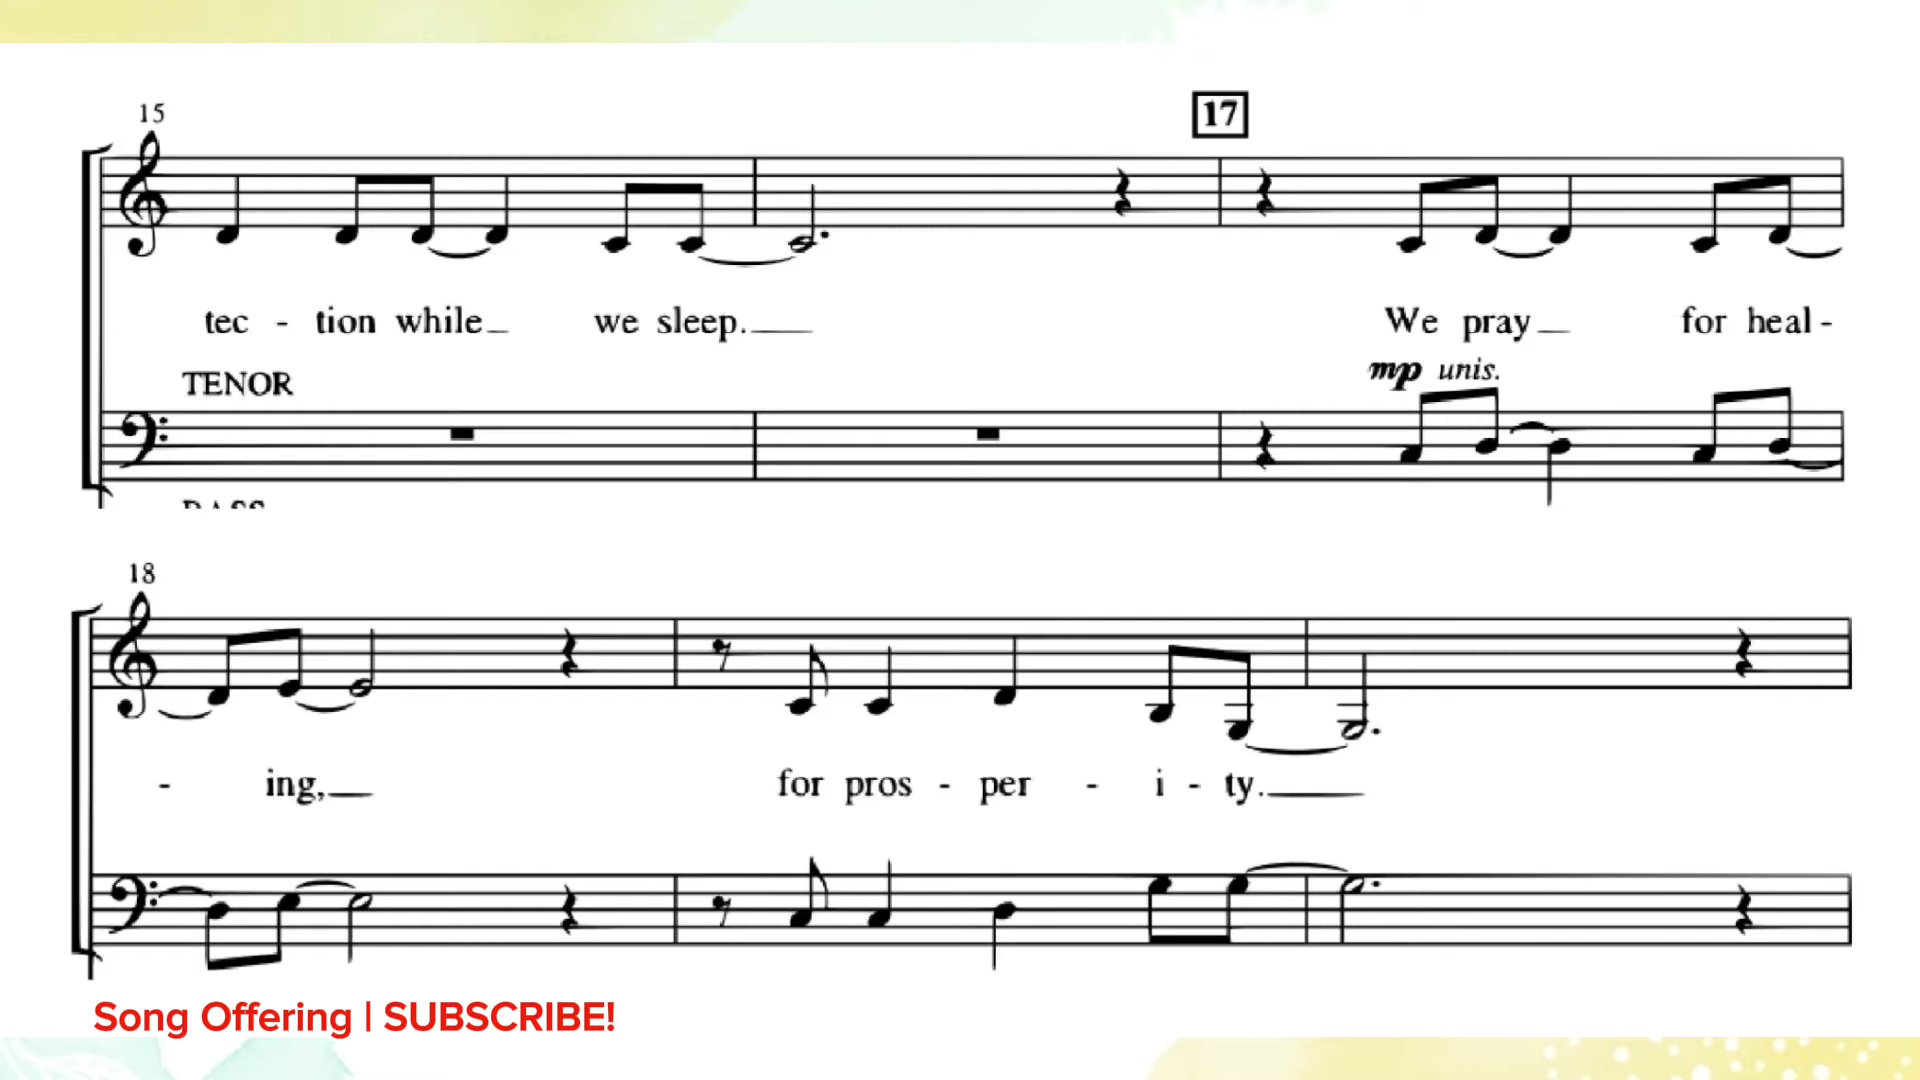 15
17
tec - tion while we sleep. We pray for heal -
TENOR
mp unis.
BASS
18
- ing, for pros - per - i - ty.
Song Offering | SUBSCRIBE!